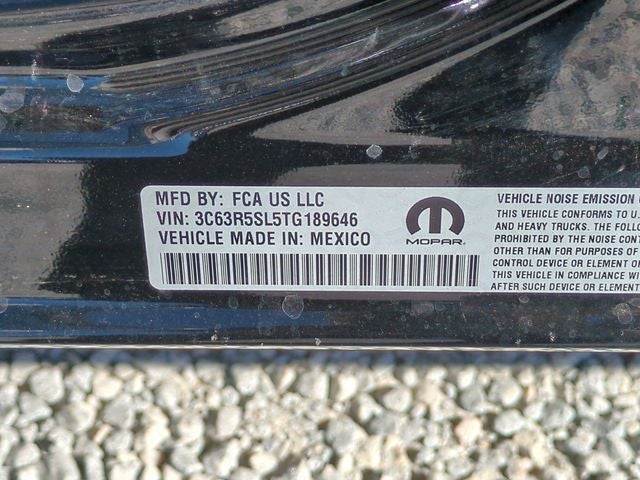 MFD BY: FCA US LLC
VIN: 3C63R5SL5TG189646
VEHICLE MADE IN: MEXICO
MOPAR
VEHICLE NOISE EMISSION
THIS VEHICLE CONFORMS TO U
AND HEAVY TRUCKS. THE FOLLO
PROHIBITED BY THE NOISE CONT
OTHER THAN FOR PURPOSES OF
CONTROL DEVICE OR ELEMENT O
THIS VEHICLE IN COMPLIANCE WI
AFTER SUCH DEVICE OR ELEMENT